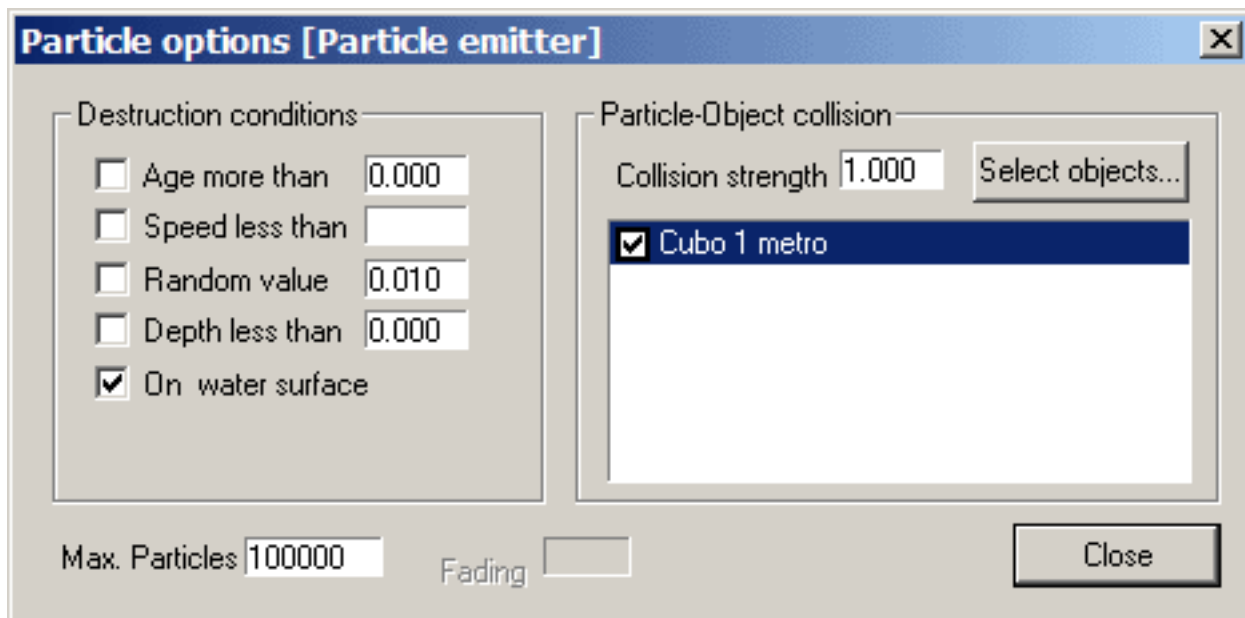 Particle options [Particle emitter]
Destruction conditions
Age more than 0.000
Speed less than
Random value 0.010
Depth less than 0.000
On water surface
Particle-Object collision
Collision strength 1.000 Select objects...
Cubo 1 metro
Max. Particles 100000 Fading Close